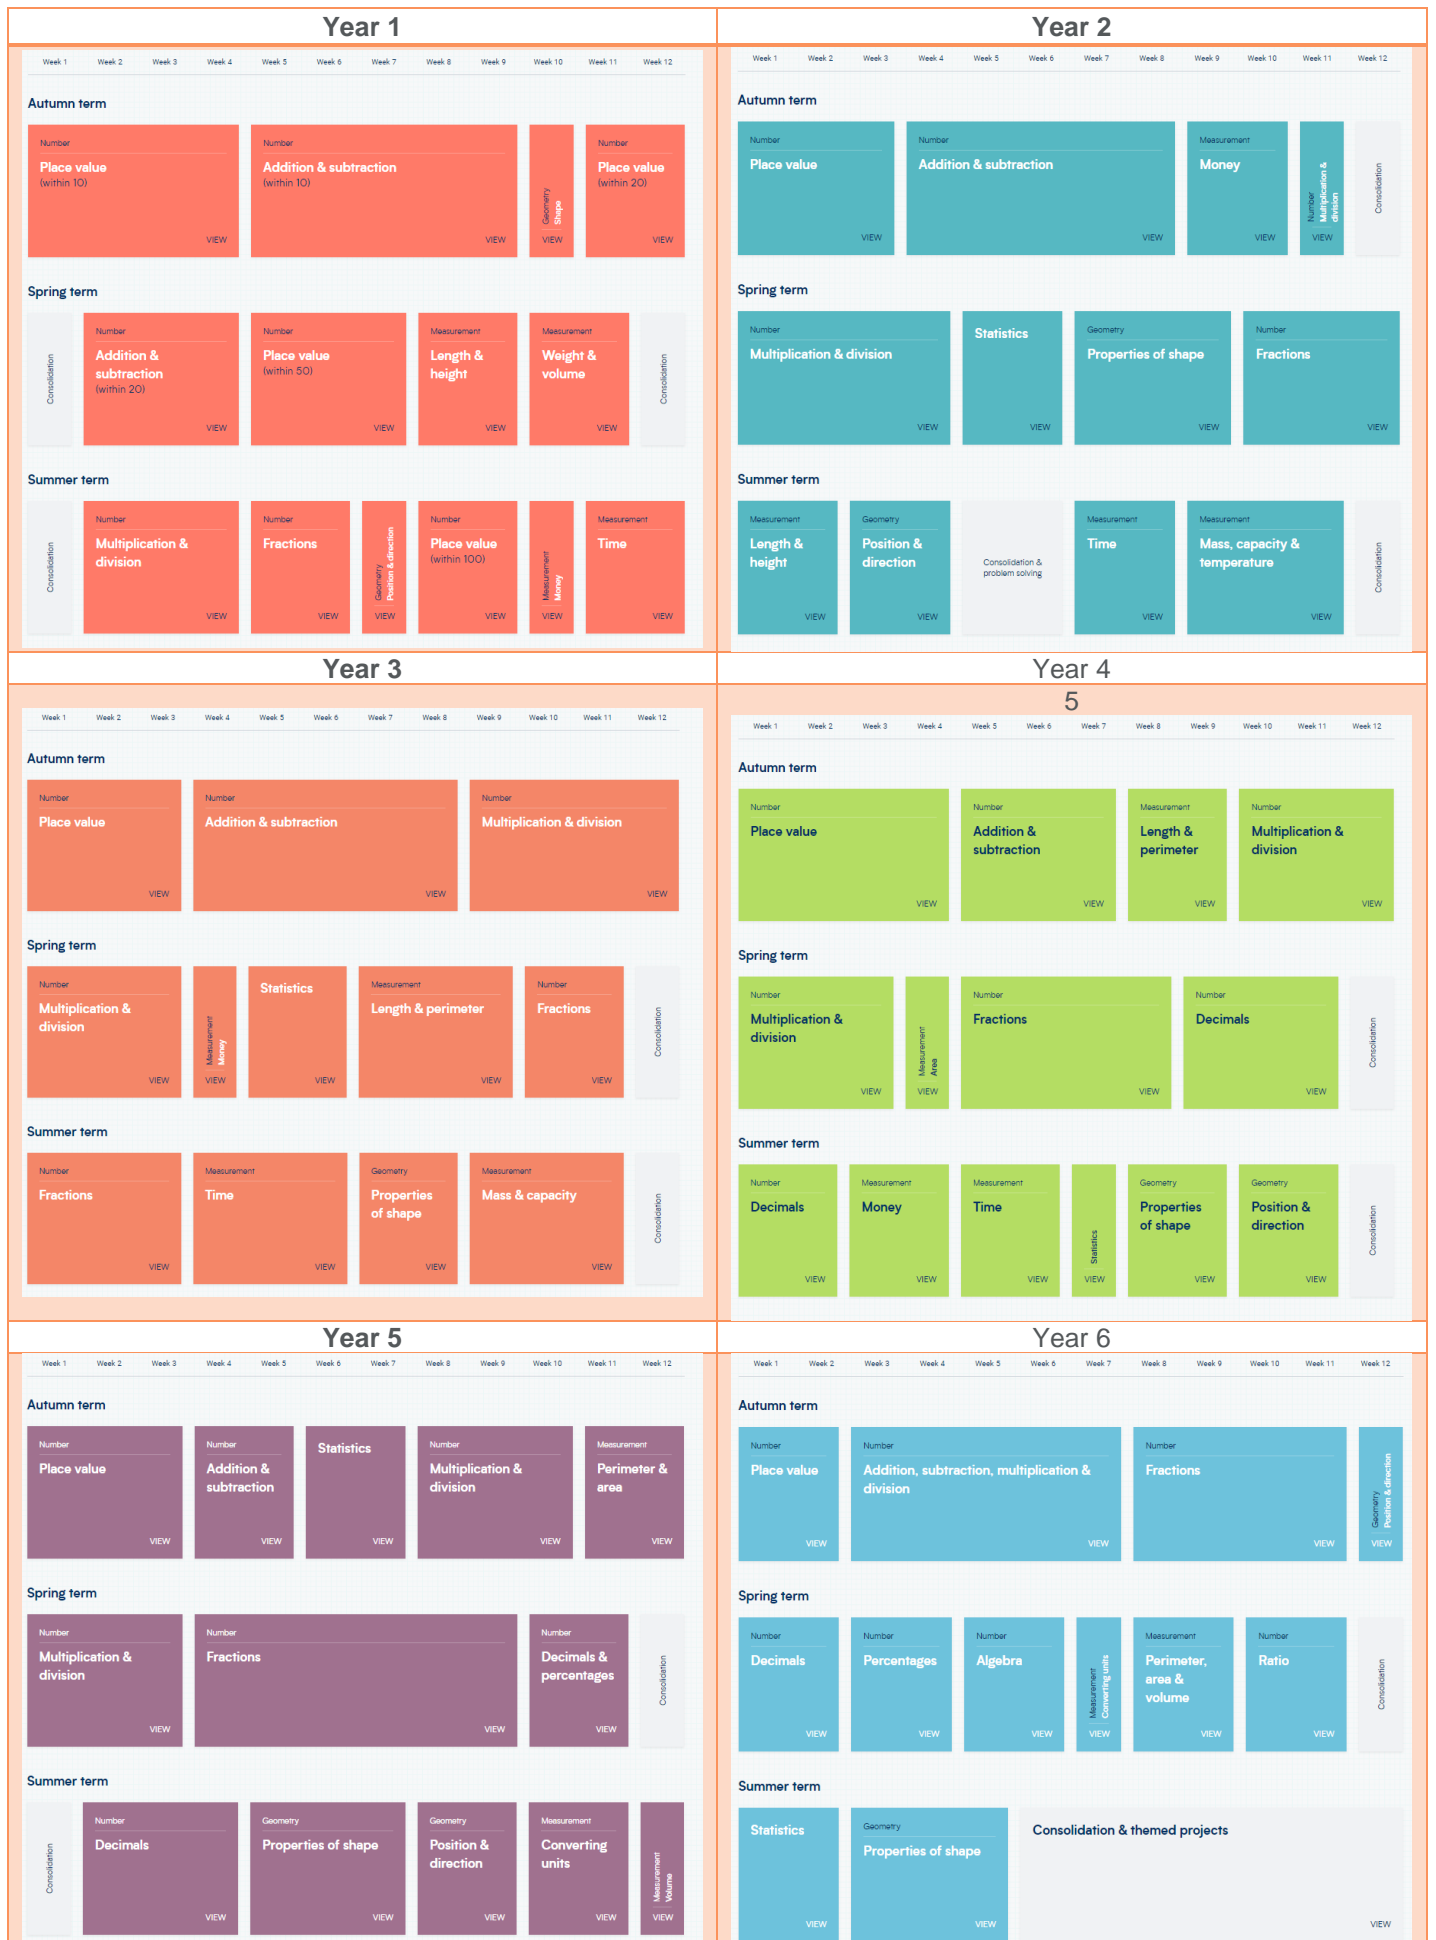 Year 1
Week 1 Week 2 Week 3 Week 4 Week 5 Week 6 Week 7 Week 8 Week 9 Week 10 Week 11 Week 12
Autumn term
Number
Place value
(within 10)
VIEW
Number
Addition & subtraction
(within 10)
VIEW
Geometry
Shape
VIEW
Number
Place value
(within 20)
VIEW
Spring term
Consolidation
Number
Addition &
subtraction
(within 20)
VIEW
Number
Place value
(within 50)
VIEW
Measurement
Length &
height
VIEW
Measurement
Weight &
volume
VIEW
Consolidation
Summer term
Consolidation
Number
Multiplication &
division
VIEW
Number
Fractions
VIEW
Geometry
Position & direction
VIEW
Number
Place value
(within 100)
VIEW
Measurement
Money
VIEW
Measurement
Time
VIEW
Year 2
Week 1 Week 2 Week 3 Week 4 Week 5 Week 6 Week 7 Week 8 Week 9 Week 10 Week 11 Week 12
Autumn term
Number
Place value
VIEW
Number
Addition & subtraction
VIEW
Measurement
Money
VIEW
Number
Multiplication &
division
VIEW
Consolidation
Spring term
Number
Multiplication & division
VIEW
Statistics
VIEW
Geometry
Properties of shape
VIEW
Number
Fractions
VIEW
Summer term
Measurement
Length &
height
VIEW
Geometry
Position &
direction
VIEW
Consolidation &
problem solving
Measurement
Time
VIEW
Measurement
Mass, capacity &
temperature
VIEW
Consolidation
Year 3
Week 1 Week 2 Week 3 Week 4 Week 5 Week 6 Week 7 Week 8 Week 9 Week 10 Week 11 Week 12
Autumn term
Number
Place value
VIEW
Number
Addition & subtraction
VIEW
Number
Multiplication & division
VIEW
Spring term
Number
Multiplication &
division
VIEW
Measurement
Money
VIEW
Statistics
VIEW
Measurement
Length & perimeter
VIEW
Number
Fractions
VIEW
Consolidation
Summer term
Number
Fractions
VIEW
Measurement
Time
VIEW
Geometry
Properties
of shape
VIEW
Measurement
Mass & capacity
VIEW
Consolidation
Year 4
5
Week 1 Week 2 Week 3 Week 4 Week 5 Week 6 Week 7 Week 8 Week 9 Week 10 Week 11 Week 12
Autumn term
Number
Place value
VIEW
Number
Addition &
subtraction
VIEW
Measurement
Length &
perimeter
VIEW
Number
Multiplication &
division
VIEW
Spring term
Number
Multiplication &
division
VIEW
Measurement
Area
VIEW
Number
Fractions
VIEW
Number
Decimals
VIEW
Consolidation
Summer term
Number
Decimals
VIEW
Measurement
Money
VIEW
Measurement
Time
VIEW
Statistics
VIEW
Geometry
Properties
of shape
VIEW
Geometry
Position &
direction
VIEW
Consolidation
Year 5
Week 1 Week 2 Week 3 Week 4 Week 5 Week 6 Week 7 Week 8 Week 9 Week 10 Week 11 Week 12
Autumn term
Number
Place value
VIEW
Number
Addition &
subtraction
VIEW
Statistics
VIEW
Number
Multiplication &
division
VIEW
Measurement
Perimeter &
area
VIEW
Spring term
Number
Multiplication &
division
VIEW
Number
Fractions
VIEW
Number
Decimals &
percentages
VIEW
Consolidation
Summer term
Consolidation
Number
Decimals
VIEW
Geometry
Properties of shape
VIEW
Geometry
Position &
direction
VIEW
Measurement
Converting
units
VIEW
Measurement
Volume
VIEW
Year 6
Week 1 Week 2 Week 3 Week 4 Week 5 Week 6 Week 7 Week 8 Week 9 Week 10 Week 11 Week 12
Autumn term
Number
Place value
VIEW
Number
Addition, subtraction, multiplication &
division
VIEW
Number
Fractions
VIEW
Geometry
Position & direction
VIEW
Spring term
Number
Decimals
VIEW
Number
Percentages
VIEW
Number
Algebra
VIEW
Measurement
Converting units
VIEW
Measurement
Perimeter,
area &
volume
VIEW
Number
Ratio
VIEW
Consolidation
Summer term
Statistics
VIEW
Geometry
Properties of shape
VIEW
Consolidation & themed projects
VIEW